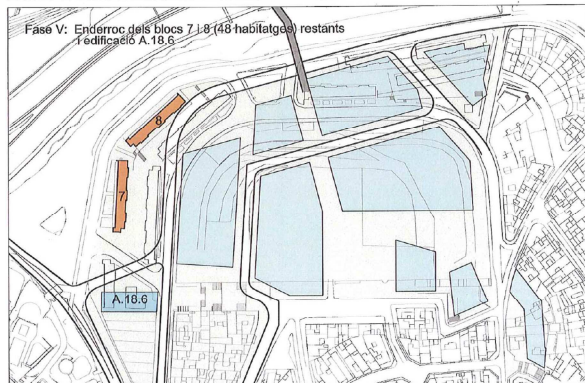 Fase V: Enderroc dels blocs 7 i 8 (48 habitatges) restants
i edificació A.18.6
8
7
A.18.6